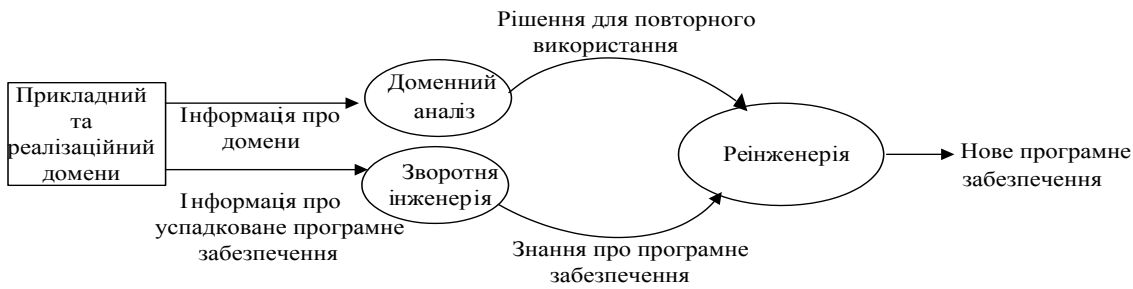 Рішення для повторного
використання
Прикладний
та
реалізаційний
домени
Інформація про
домени
Доменний
аналіз
Інформація про
успадковане програмне
забезпечення
Зворотня
інженерія
Знання про програмне
забезпечення
Реінженерія
Нове програмне
забезпечення